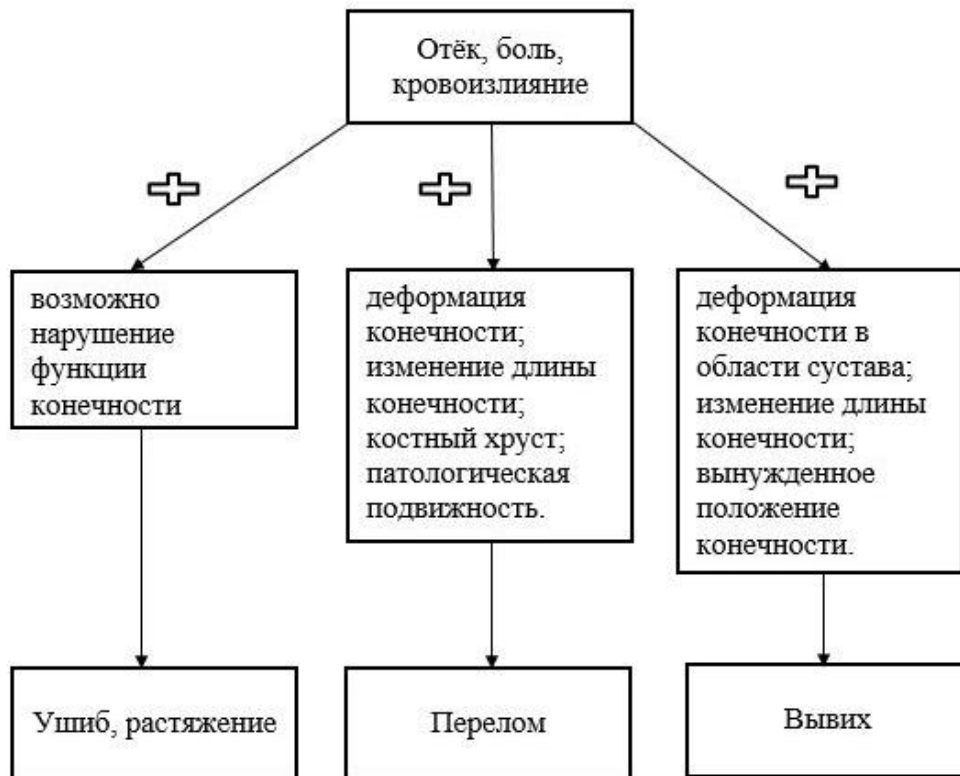 Отёк, боль,
кровоизлияние
возможно
нарушение
функции
конечности
деформация
конечности;
изменение длины
конечности;
костный хруст;
патологическая
подвижность.
деформация
конечности в
области сустава;
изменение длины
конечности;
вынужденное
положение
конечности.
Ушиб, растяжение
Перелом
Вывих